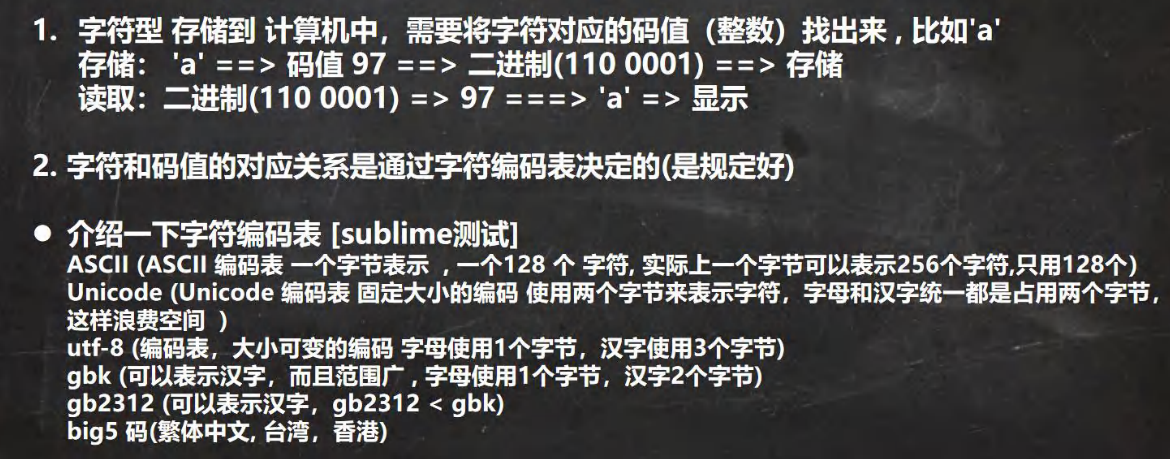 1. 字符型 存储到 计算机中，需要将字符对应的码值（整数）找出来 , 比如'a'
存储： 'a' ==> 码值 97 ==> 二进制(110 0001) ==> 存储
读取：二进制(110 0001) => 97 ===> 'a' => 显示
2. 字符和码值的对应关系是通过字符编码表决定的(是规定好)
● 介绍一下字符编码表 [sublime测试]
ASCII (ASCII 编码表 一个字节表示 , 一个128 个 字符, 实际上一个字节可以表示256个字符,只用128个)
Unicode (Unicode 编码表 固定大小的编码 使用两个字节来表示字符，字母和汉字统一都是占用两个字节，
这样浪费空间 )
utf-8 (编码表，大小可变的编码 字母使用1个字节，汉字使用3个字节)
gbk (可以表示汉字，而且范围广 , 字母使用1个字节，汉字2个字节)
gb2312 (可以表示汉字，gb2312 < gbk)
big5 码(繁体中文, 台湾，香港)